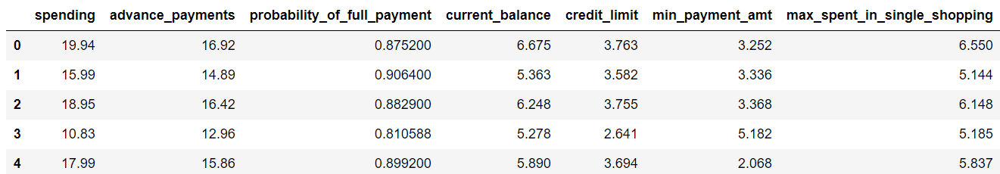 spending advance_payments probability_of_full_payment current_balance credit_limit min_payment_amt max_spent_in_single_shopping
0 19.94 16.92 0.875200 6.675 3.763 3.252 6.550
1 15.99 14.89 0.906400 5.363 3.582 3.336 5.144
2 18.95 16.42 0.882900 6.248 3.755 3.368 6.148
3 10.83 12.96 0.810588 5.278 2.641 5.182 5.185
4 17.99 15.86 0.899200 5.890 3.694 2.068 5.837